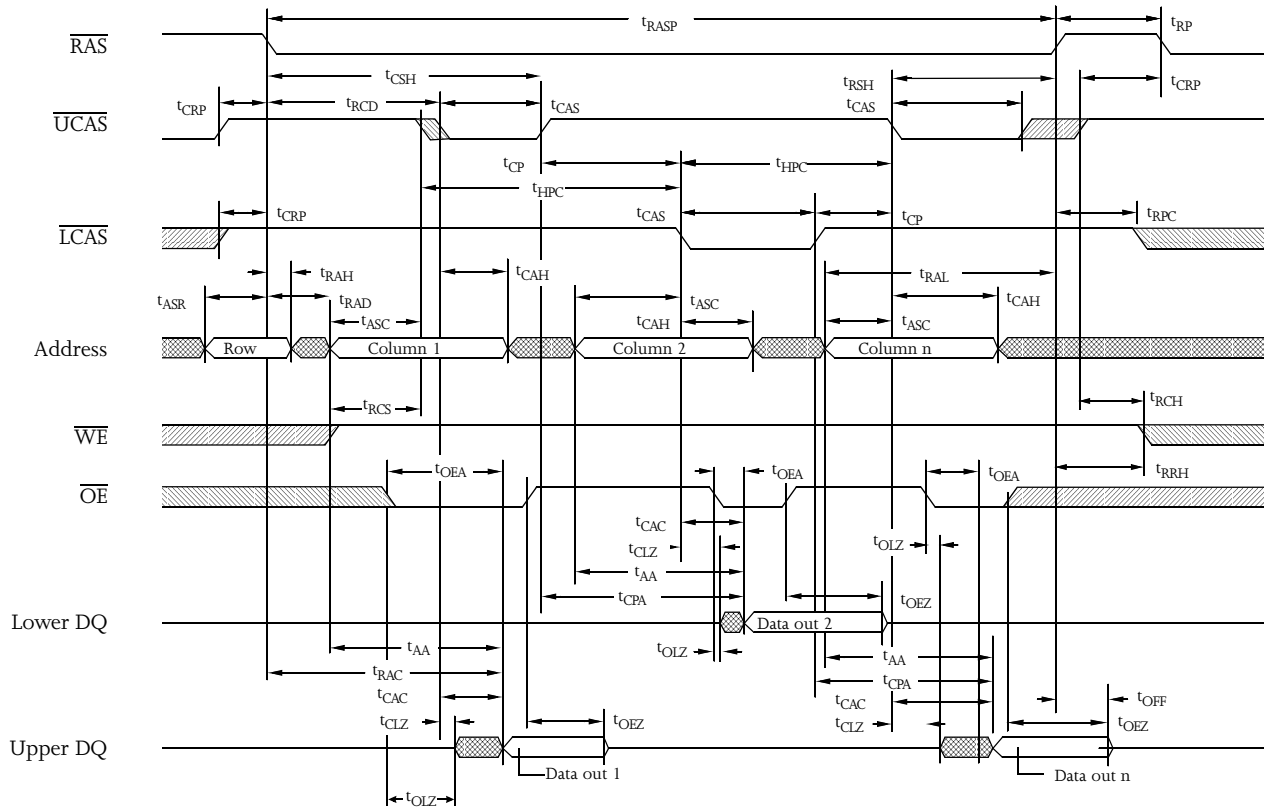 tRASP tRP
RAS
tCSH tRSH
tCRP tRCD tCAS tCAS tCRP
UCAS
tCP tHPC
tHPC
tCRP tCAS tCP tRPC
LCAS
tRAH tCAH tRAL
tASR tRAD tASC tCAH
tASC tCAH tASC
Address Row Column 1 Column 2 Column n
tRCS tRCH
WE
tOEA tOEA tOEA tRRH
OE
tCAC
tCLZ tOLZ
tAA
tCPA tOEZ
Lower DQ Data out 2
tAA tOLZ tAA
tRAC tCPA
tCAC tCAC tOFF
tCLZ tOEZ tCLZ tOEZ
Upper DQ
Data out 1 Data out n
tOLZ